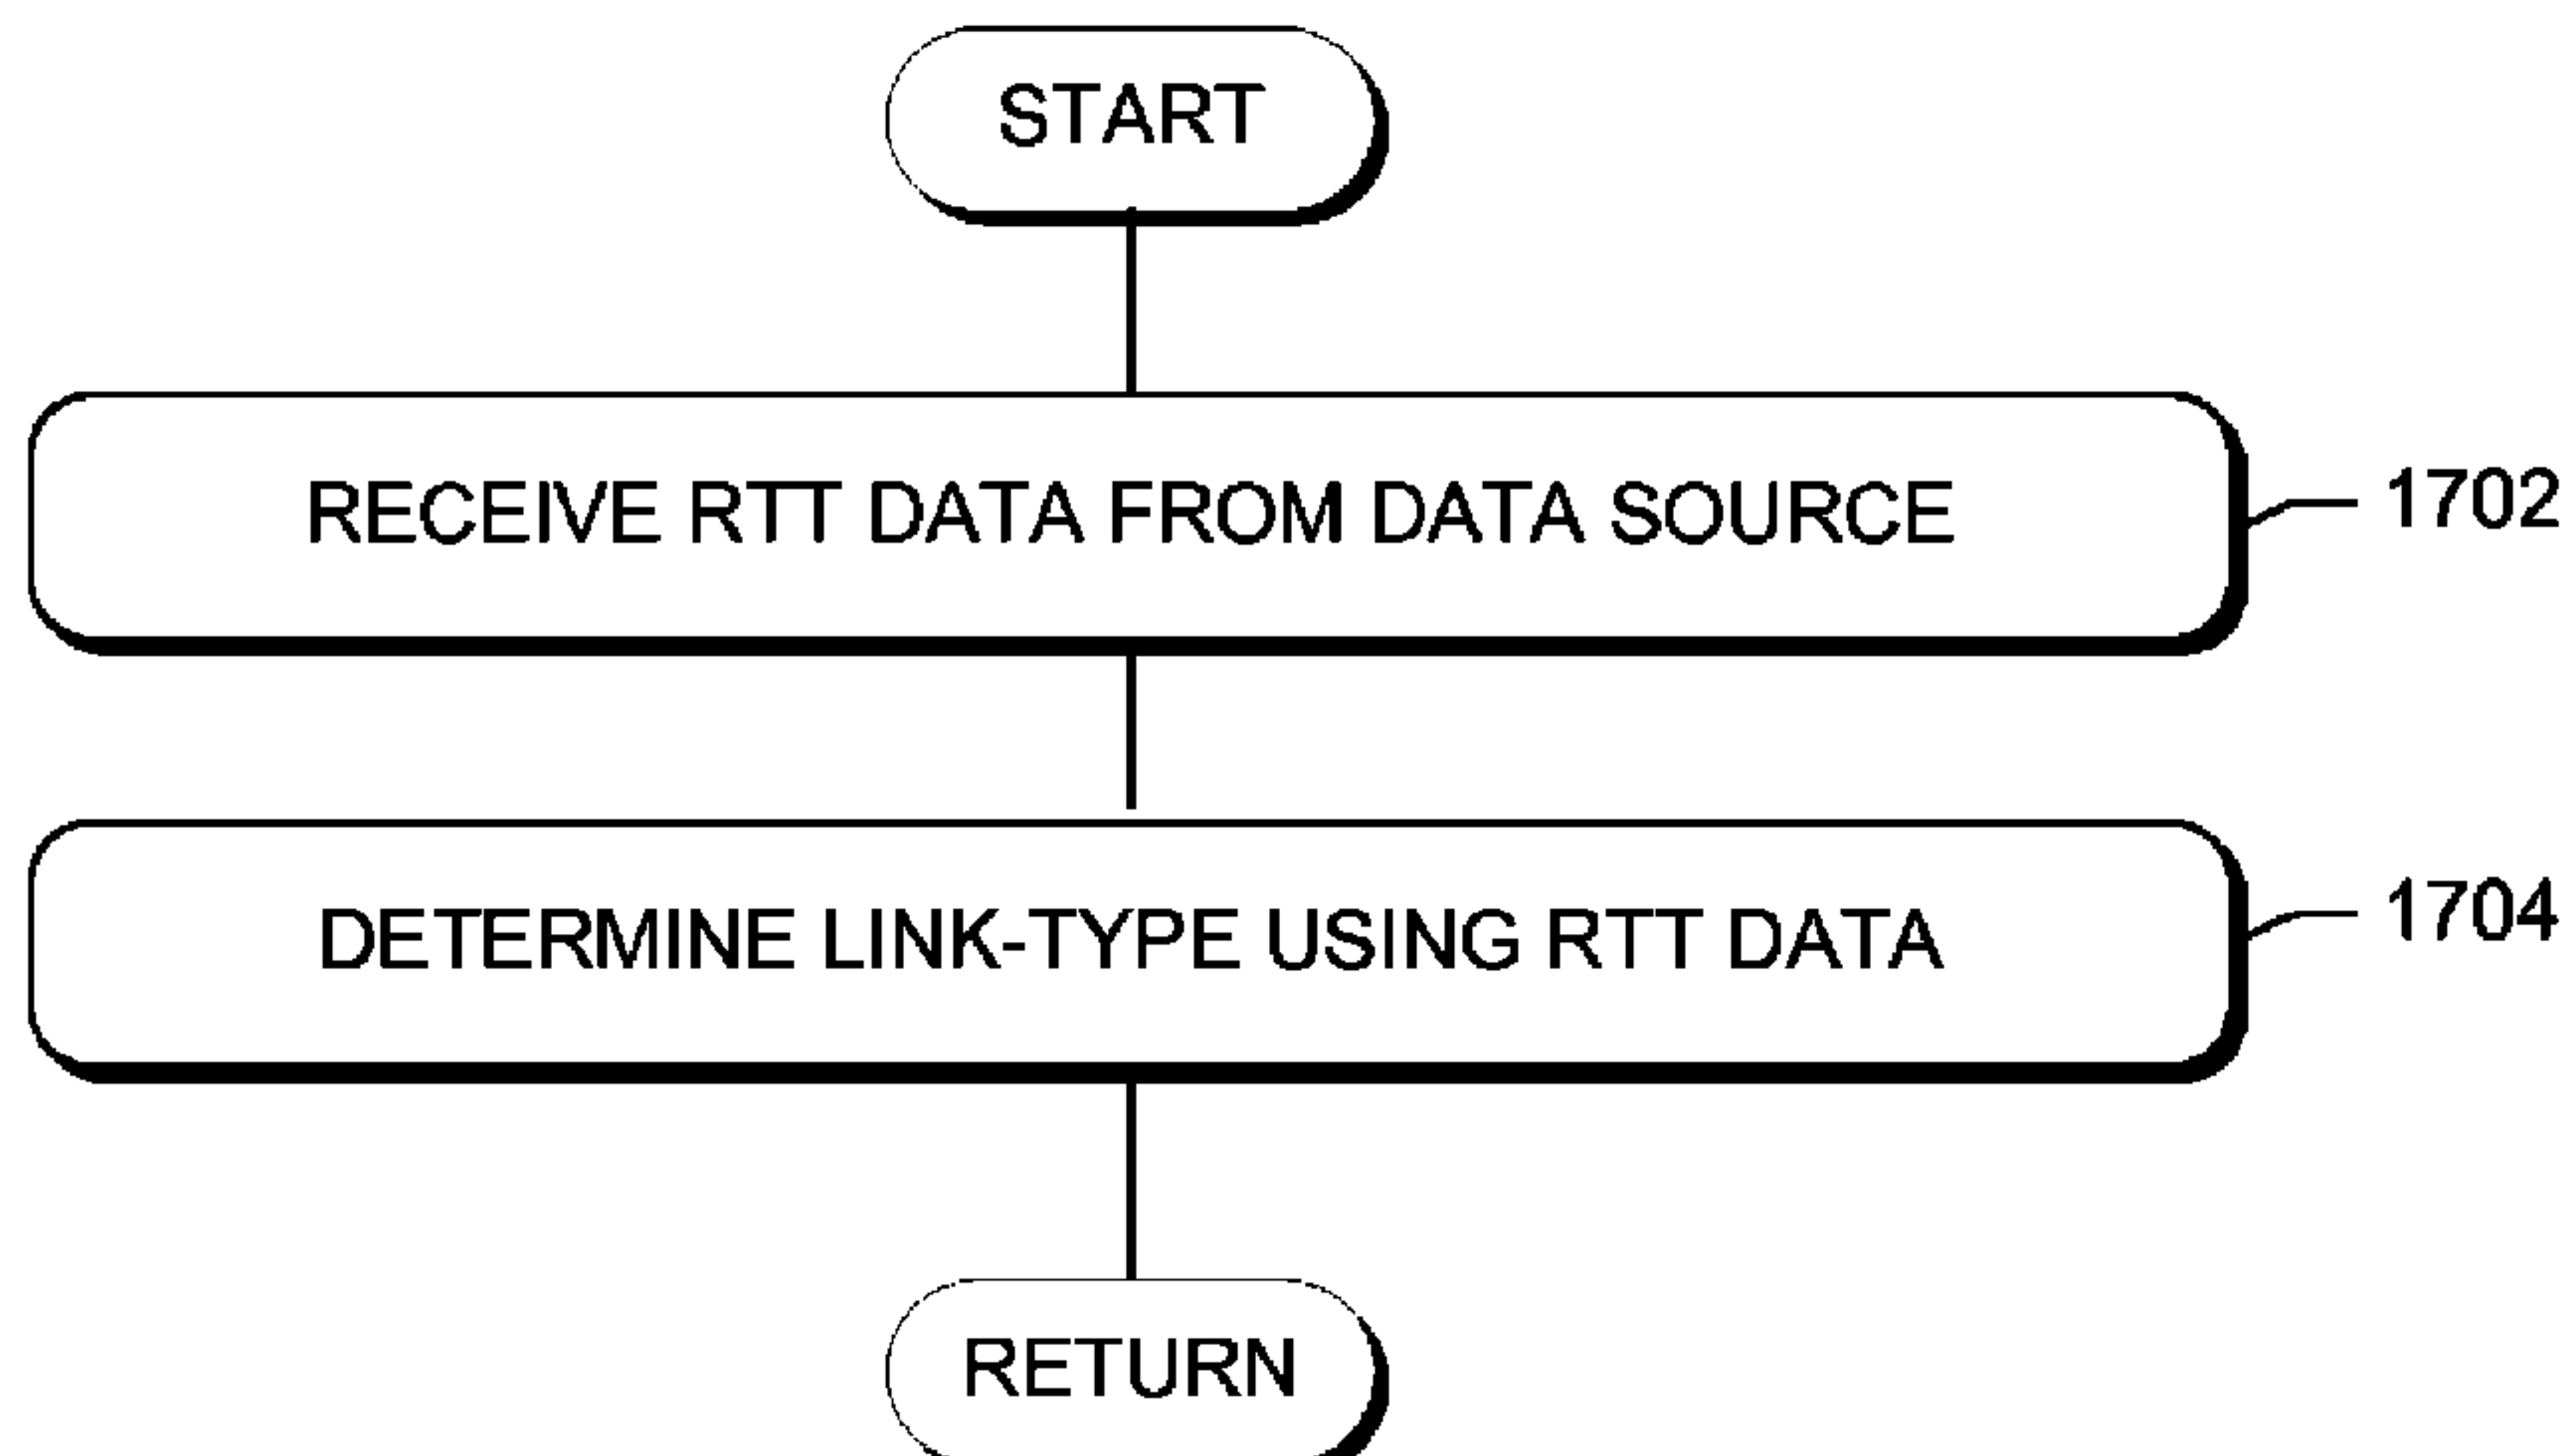 START
RECEIVE RTT DATA FROM DATA SOURCE
1702
DETERMINE LINK-TYPE USING RTT DATA
1704
RETURN